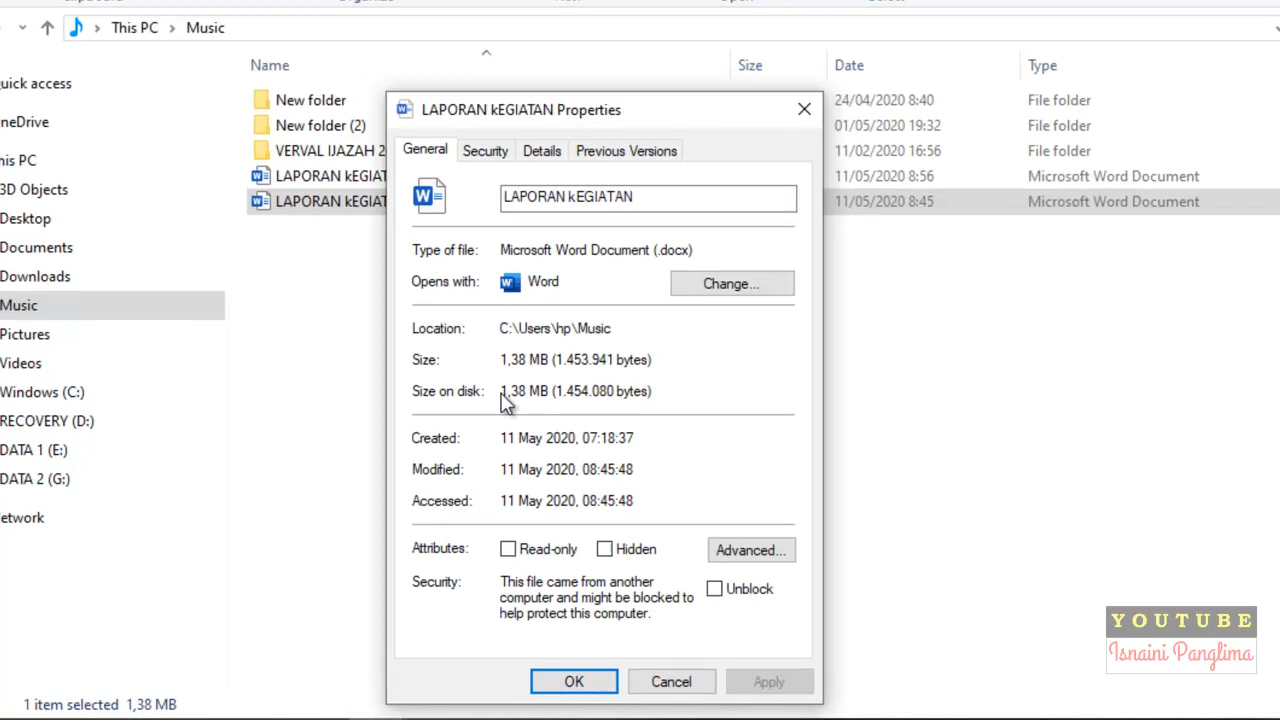 This PC > Music
Name Size Date Type
uick access
neDrive
his PC
3D Objects
Desktop
Documents
Downloads
Music
Pictures
Videos
Windows (C:)
RECOVERY (D:)
DATA 1 (E:)
DATA 2 (G:)
etwork
New folder 24/04/2020 8:40 File folder
New folder (2) 01/05/2020 19:32 File folder
VERVAL IJAZAH 2 11/02/2020 16:56 File folder
LAPORAN kEGIAT 11/05/2020 8:56 Microsoft Word Document
LAPORAN kEGIAT 11/05/2020 8:45 Microsoft Word Document
LAPORAN kEGIATAN Properties
General Security Details Previous Versions
LAPORAN kEGIATAN
Type of file: Microsoft Word Document (.docx)
Opens with: Word Change...
Location: C:\Users\hp\Music
Size: 1,38 MB (1.453.941 bytes)
Size on disk: 1,38 MB (1.454.080 bytes)
Created: 11 May 2020, 07:18:37
Modified: 11 May 2020, 08:45:48
Accessed: 11 May 2020, 08:45:48
Attributes: Read-only Hidden Advanced...
Security: This file came from another
computer and might be blocked to
help protect this computer.
Unblock
OK Cancel Apply
1 item selected 1,38 MB
YOUTUBE
Isnaini Panglima